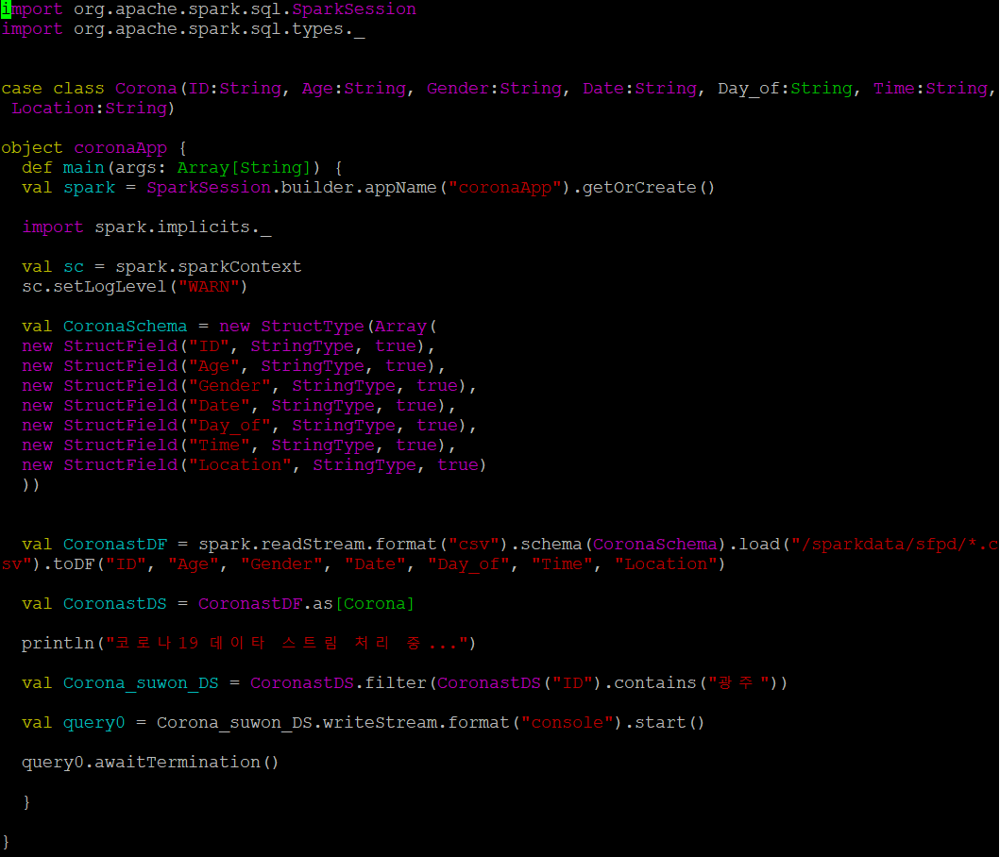 import org.apache.spark.sql.SparkSession
import org.apache.spark.sql.types._
case class Corona(ID:String, Age:String, Gender:String, Date:String, Day_of:String, Time:String,
 Location:String)
object coronaApp {
  def main(args: Array[String]) {
  val spark = SparkSession.builder.appName("coronaApp").getOrCreate()
  import spark.implicits._
  val sc = spark.sparkContext
  sc.setLogLevel("WARN")
  val CoronaSchema = new StructType(Array(
  new StructField("ID", StringType, true),
  new StructField("Age", StringType, true),
  new StructField("Gender", StringType, true),
  new StructField("Date", StringType, true),
  new StructField("Day_of", StringType, true),
  new StructField("Time", StringType, true),
  new StructField("Location", StringType, true)
  ))
  val CoronastDF = spark.readStream.format("csv").schema(CoronaSchema).load("/sparkdata/sfpd/*.c
sv").toDF("ID", "Age", "Gender", "Date", "Day_of", "Time", "Location")
  val CoronastDS = CoronastDF.as[Corona]
  println("코로나19 데이타 스트림 처리 중...")
  val Corona_suwon_DS = CoronastDS.filter(CoronastDS("ID").contains("광주"))
  val query0 = Corona_suwon_DS.writeStream.format("console").start()
  query0.awaitTermination()
  }
}